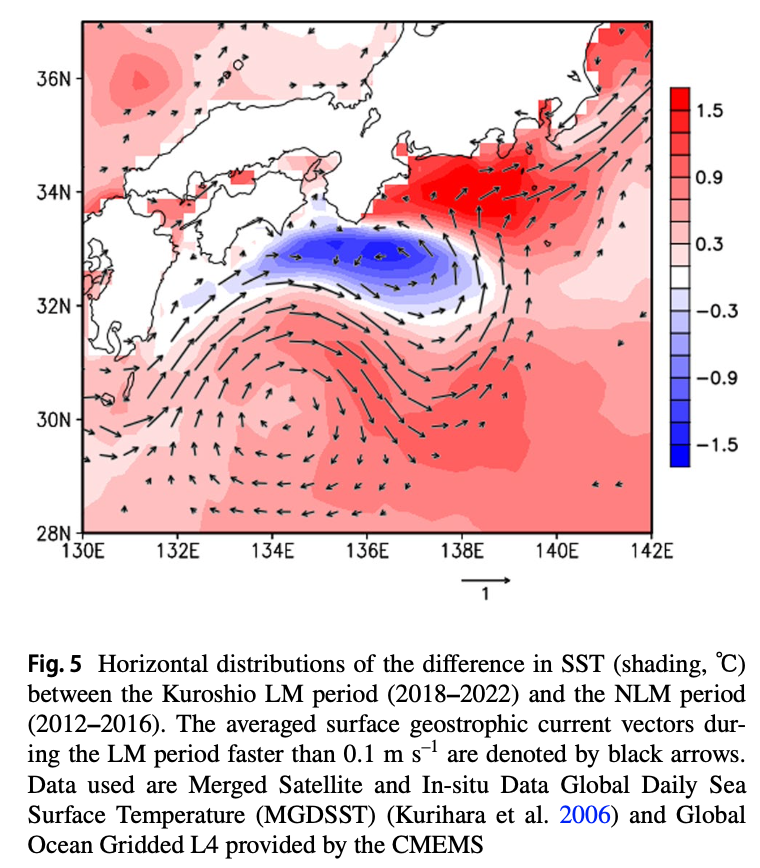 36N
34N
32N
30N
28N
130E 132E 134E 136E 138E 140E 142E
1.5
0.9
0.3
−0.3
−0.9
−1.5
1
Fig. 5 Horizontal distributions of the difference in SST (shading, ℃)
between the Kuroshio LM period (2018–2022) and the NLM period
(2012–2016). The averaged surface geostrophic current vectors dur-
ing the LM period faster than 0.1 m s⁻¹ are denoted by black arrows.
Data used are Merged Satellite and In-situ Data Global Daily Sea
Surface Temperature (MGDSST) (Kurihara et al. 2006) and Global
Ocean Gridded L4 provided by the CMEMS